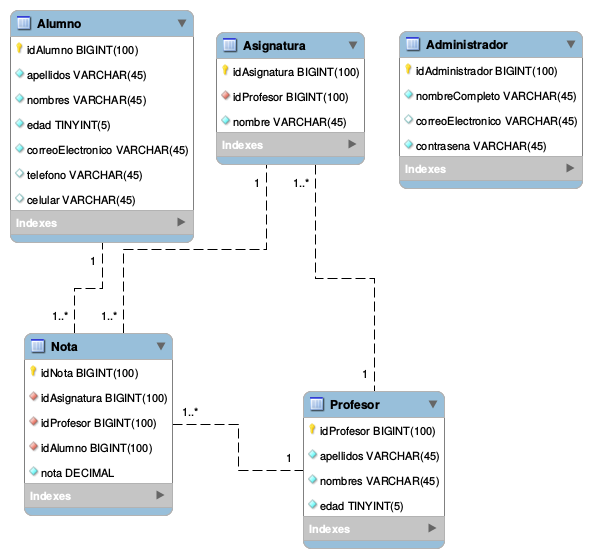 Alumno
idAlumno BIGINT(100)
apellidos VARCHAR(45)
nombres VARCHAR(45)
edad TINYINT(5)
correoElectronico VARCHAR(45)
telefono VARCHAR(45)
celular VARCHAR(45)
Indexes
Asignatura
idAsignatura BIGINT(100)
idProfesor BIGINT(100)
nombre VARCHAR(45)
Indexes
Administrador
idAdministrador BIGINT(100)
nombreCompleto VARCHAR(45)
correoElectronico VARCHAR(45)
contrasena VARCHAR(45)
Indexes
1
1..*
1
1..*
1..*
1
Nota
idNota BIGINT(100)
idAsignatura BIGINT(100)
idProfesor BIGINT(100)
idAlumno BIGINT(100)
nota DECIMAL
Indexes
1..*
1
Profesor
idProfesor BIGINT(100)
apellidos VARCHAR(45)
nombres VARCHAR(45)
edad TINYINT(5)
Indexes